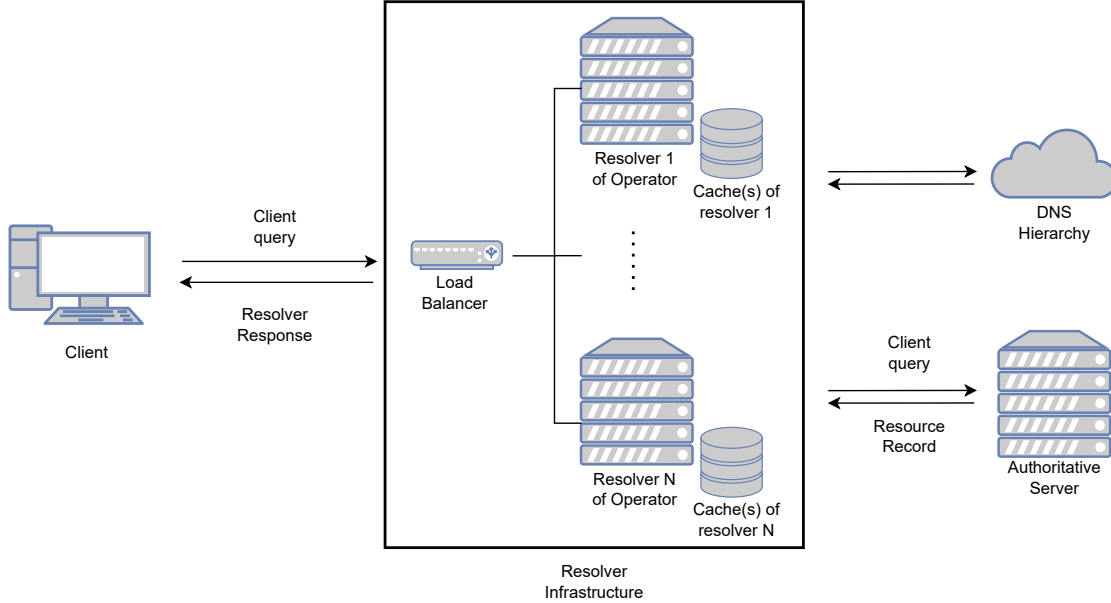 Client
query
Resolver
Response
Client
Load
Balancer
Resolver 1
of Operator
Cache(s) of
resolver 1
Resolver N
of Operator
Cache(s) of
resolver N
Resolver
Infrastructure
DNS
Hierarchy
Client
query
Resource
Record
Authoritative
Server